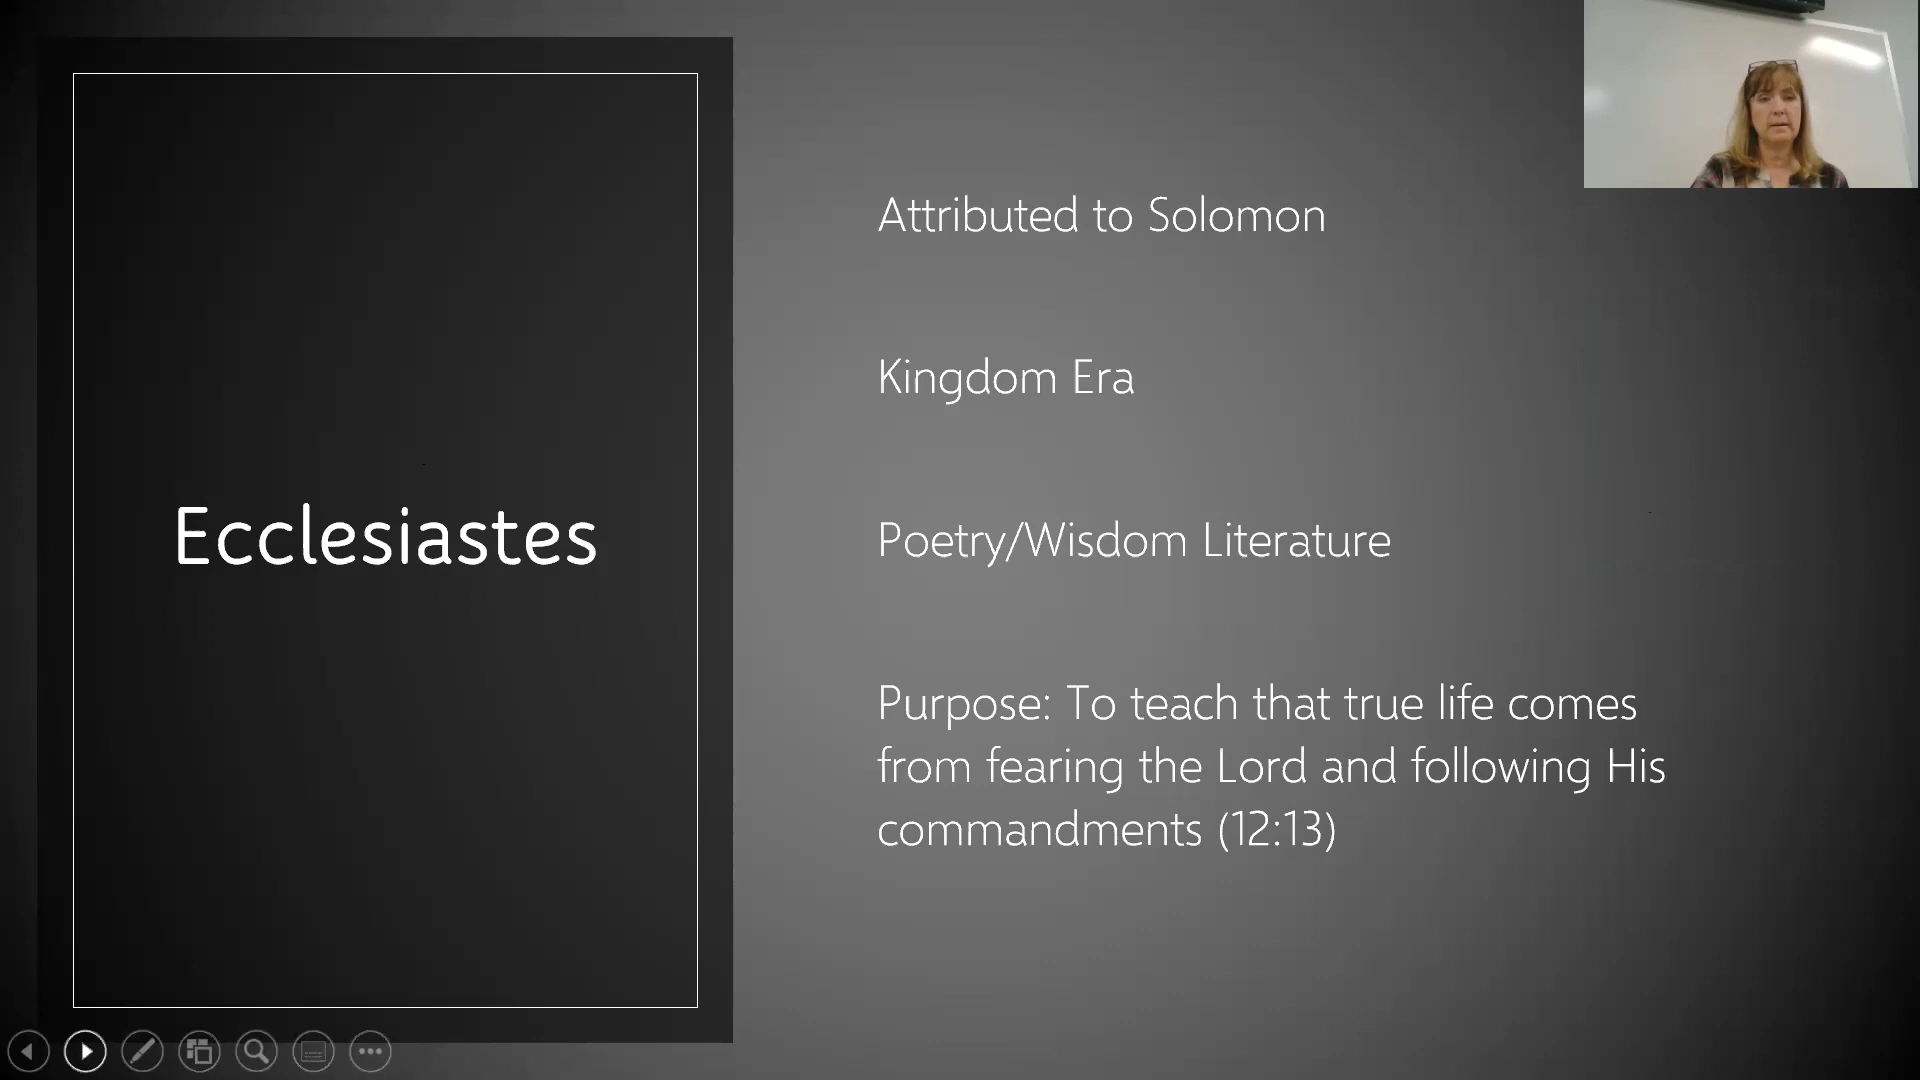 Ecclesiastes
Attributed to Solomon
Kingdom Era
Poetry/Wisdom Literature
Purpose: To teach that true life comes
from fearing the Lord and following His
commandments (12:13)